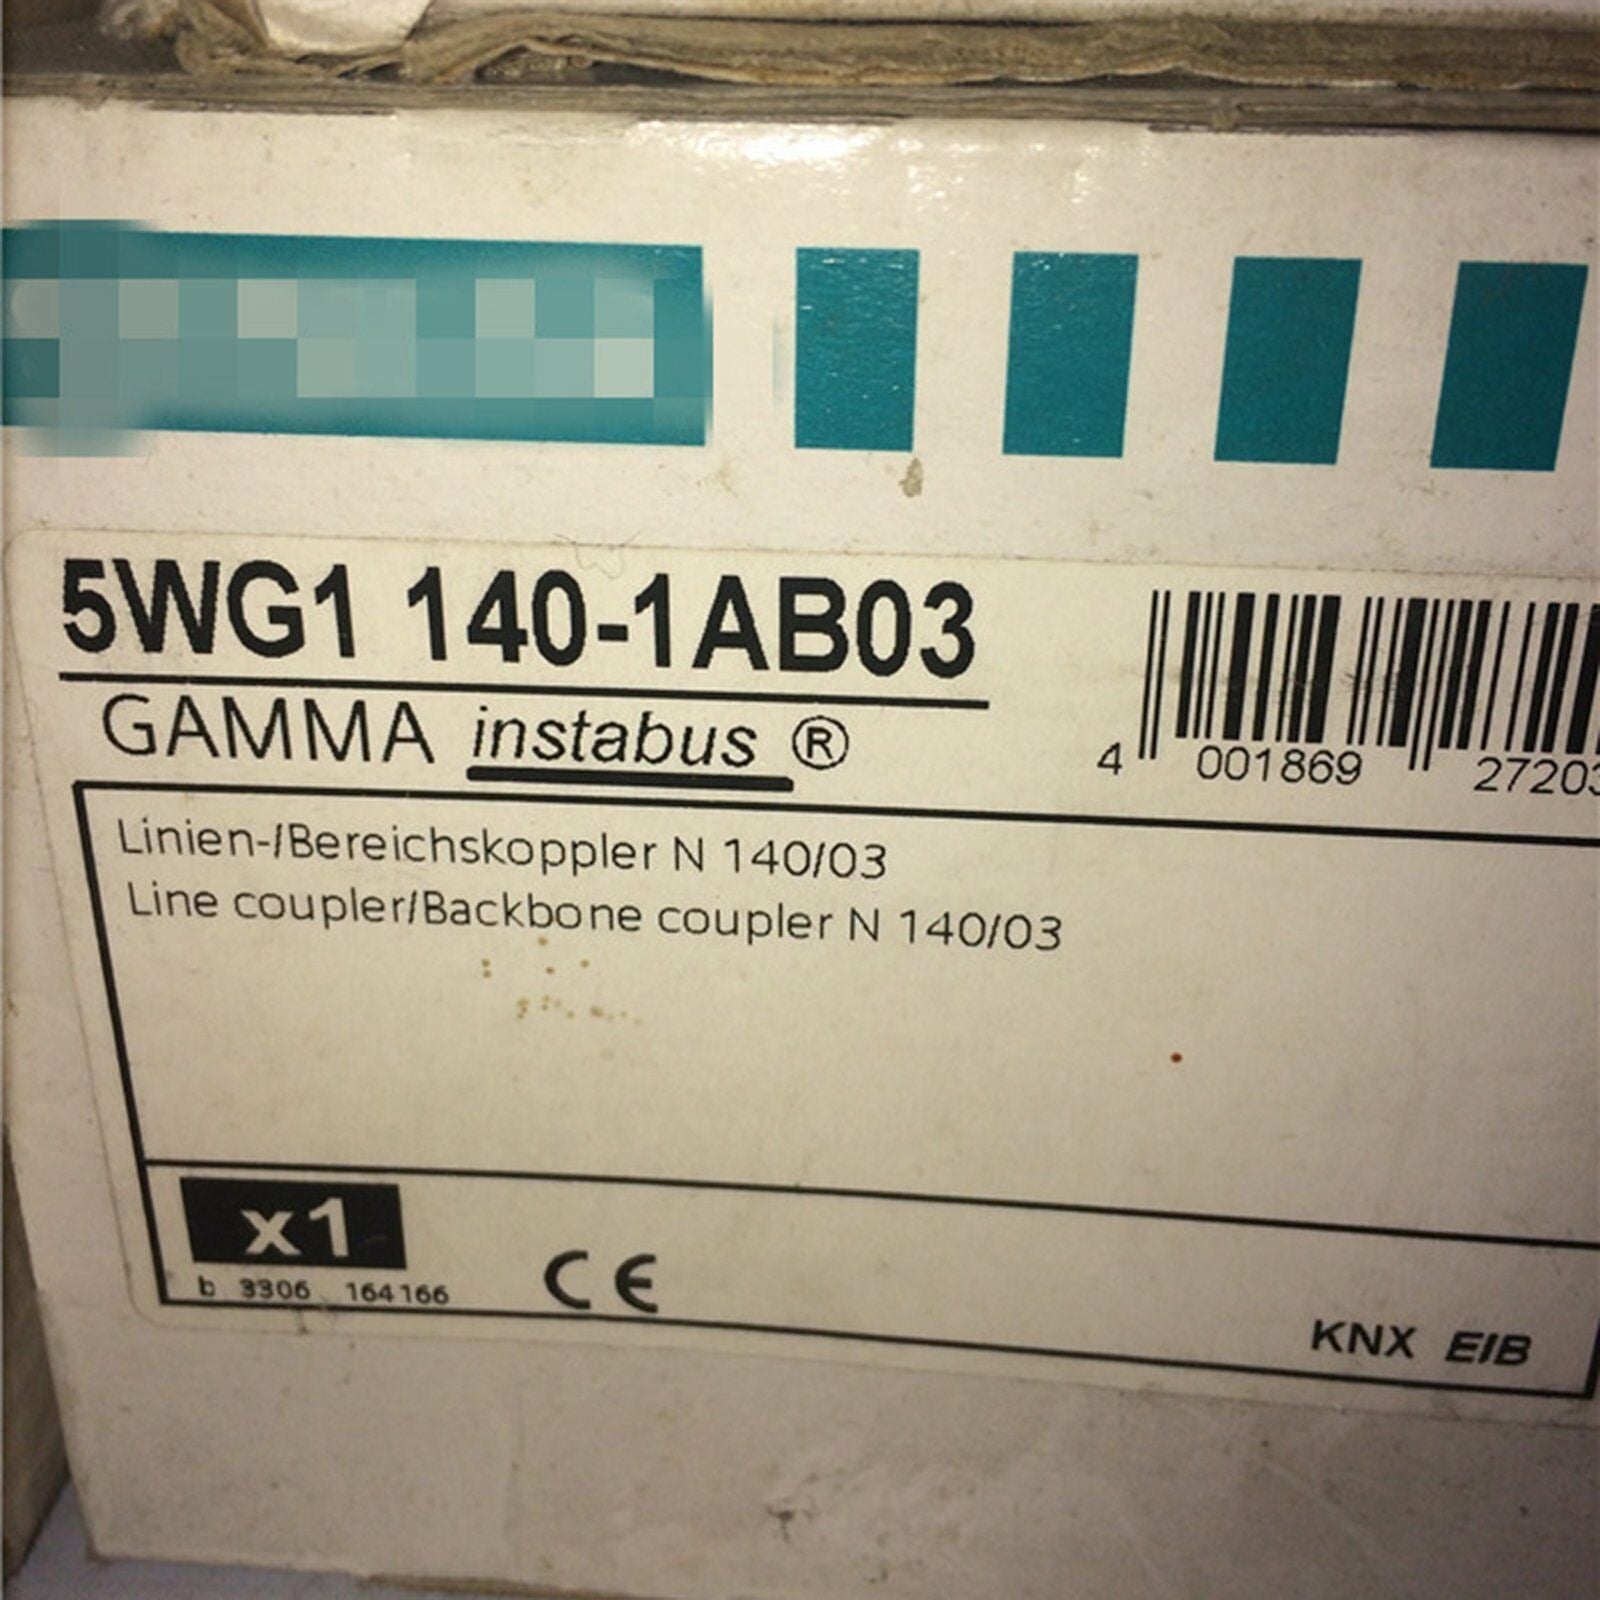 5WG1 140-1AB03
GAMMA instabus ®
4 001869 27203
Linien-/Bereichskoppler N 140/03
Line coupler/Backbone coupler N 140/03
x1
b 3306 164166
CE
KNX EIB